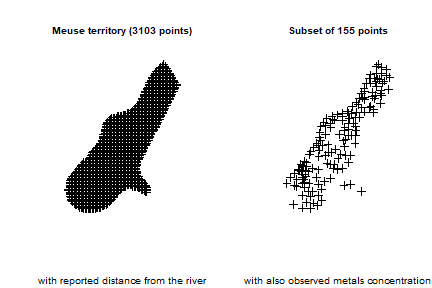 Meuse territory (3103 points)
Subset of 155 points
with reported distance from the river
with also observed metals concentration